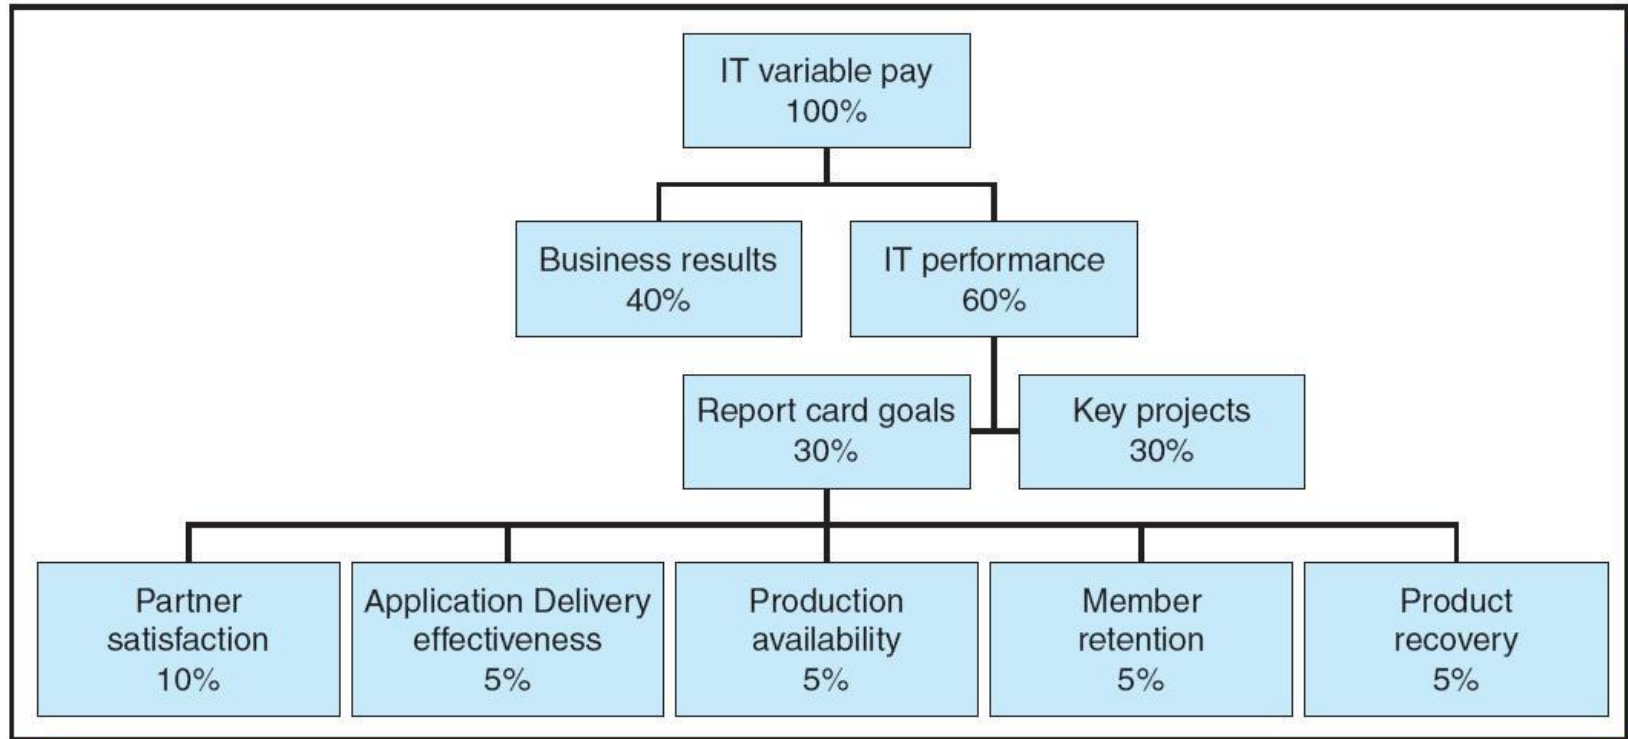 IT variable pay
100%
Business results
40%
IT performance
60%
Report card goals
30%
Key projects
30%
Partner
satisfaction
10%
Application Delivery
effectiveness
5%
Production
availability
5%
Member
retention
5%
Product
recovery
5%